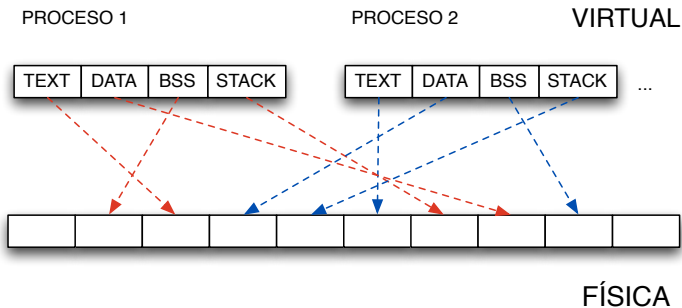 PROCESO 1 PROCESO 2 VIRTUAL
TEXT DATA BSS STACK TEXT DATA BSS STACK ...
FÍSICA